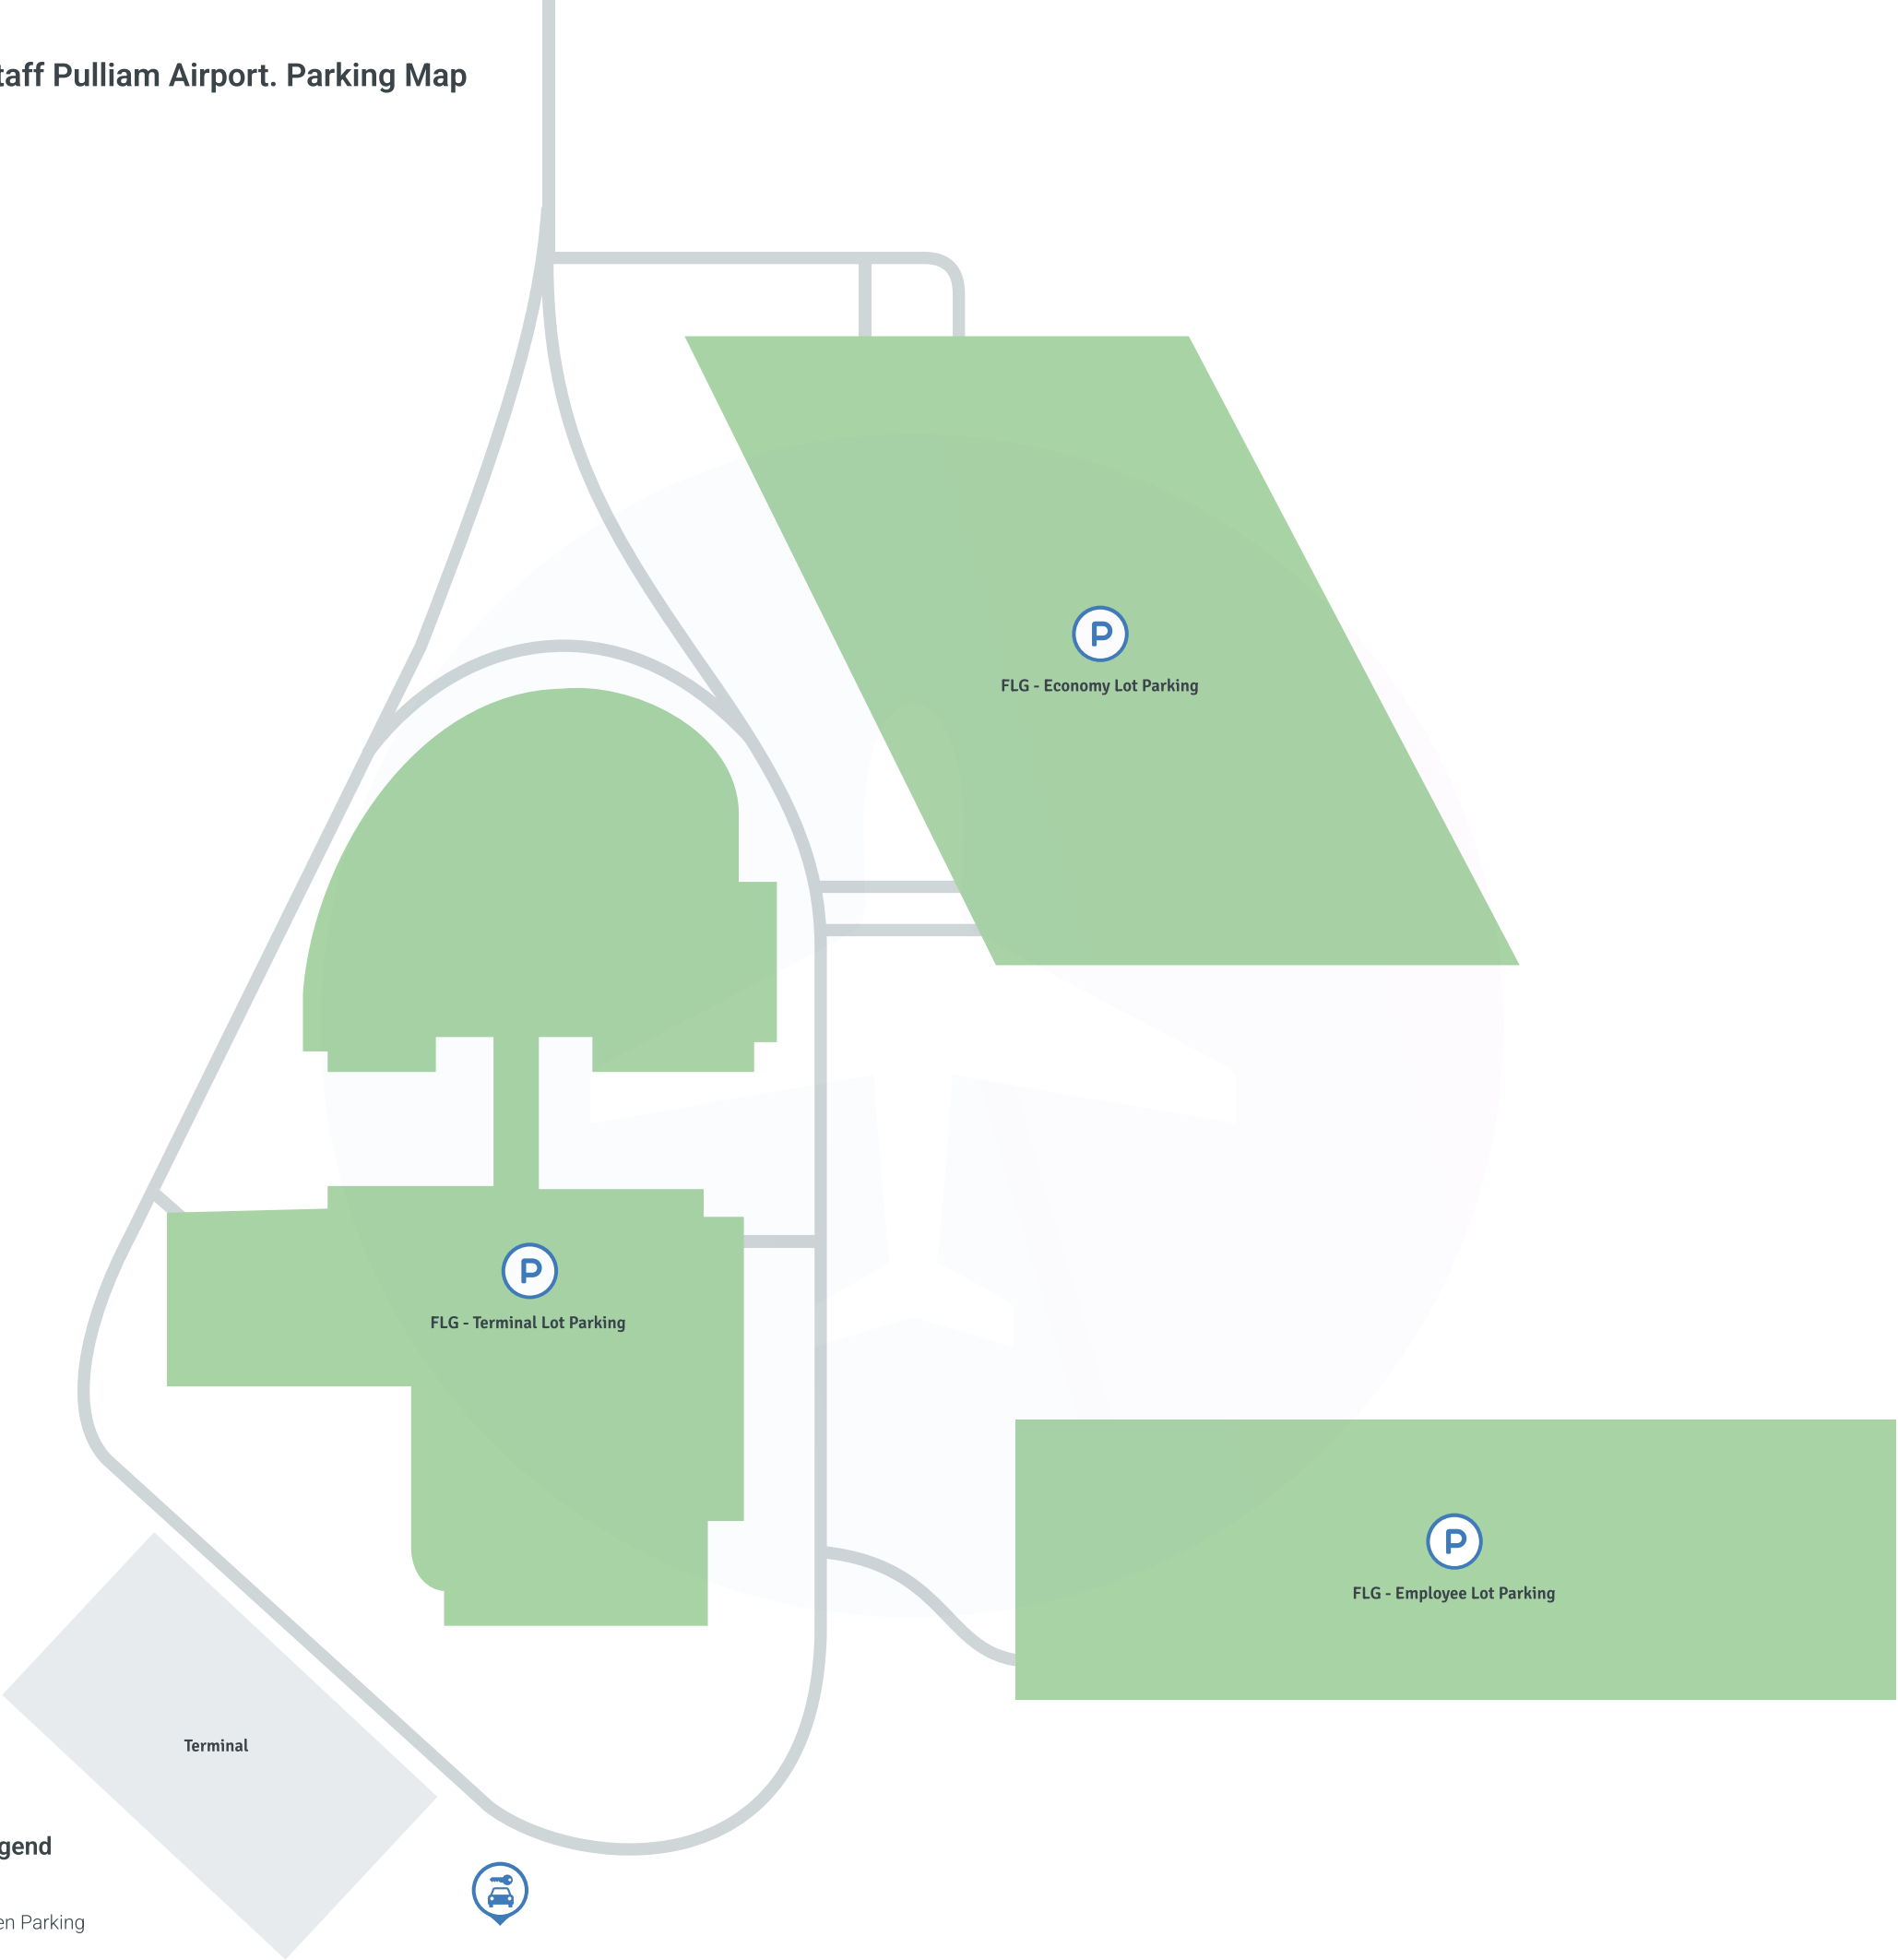 taff Pulliam Airport. Parking Map
P
FLG - Economy Lot Parking
P
FLG - Terminal Lot Parking
P
FLG - Employee Lot Parking
Terminal
gend
en Parking